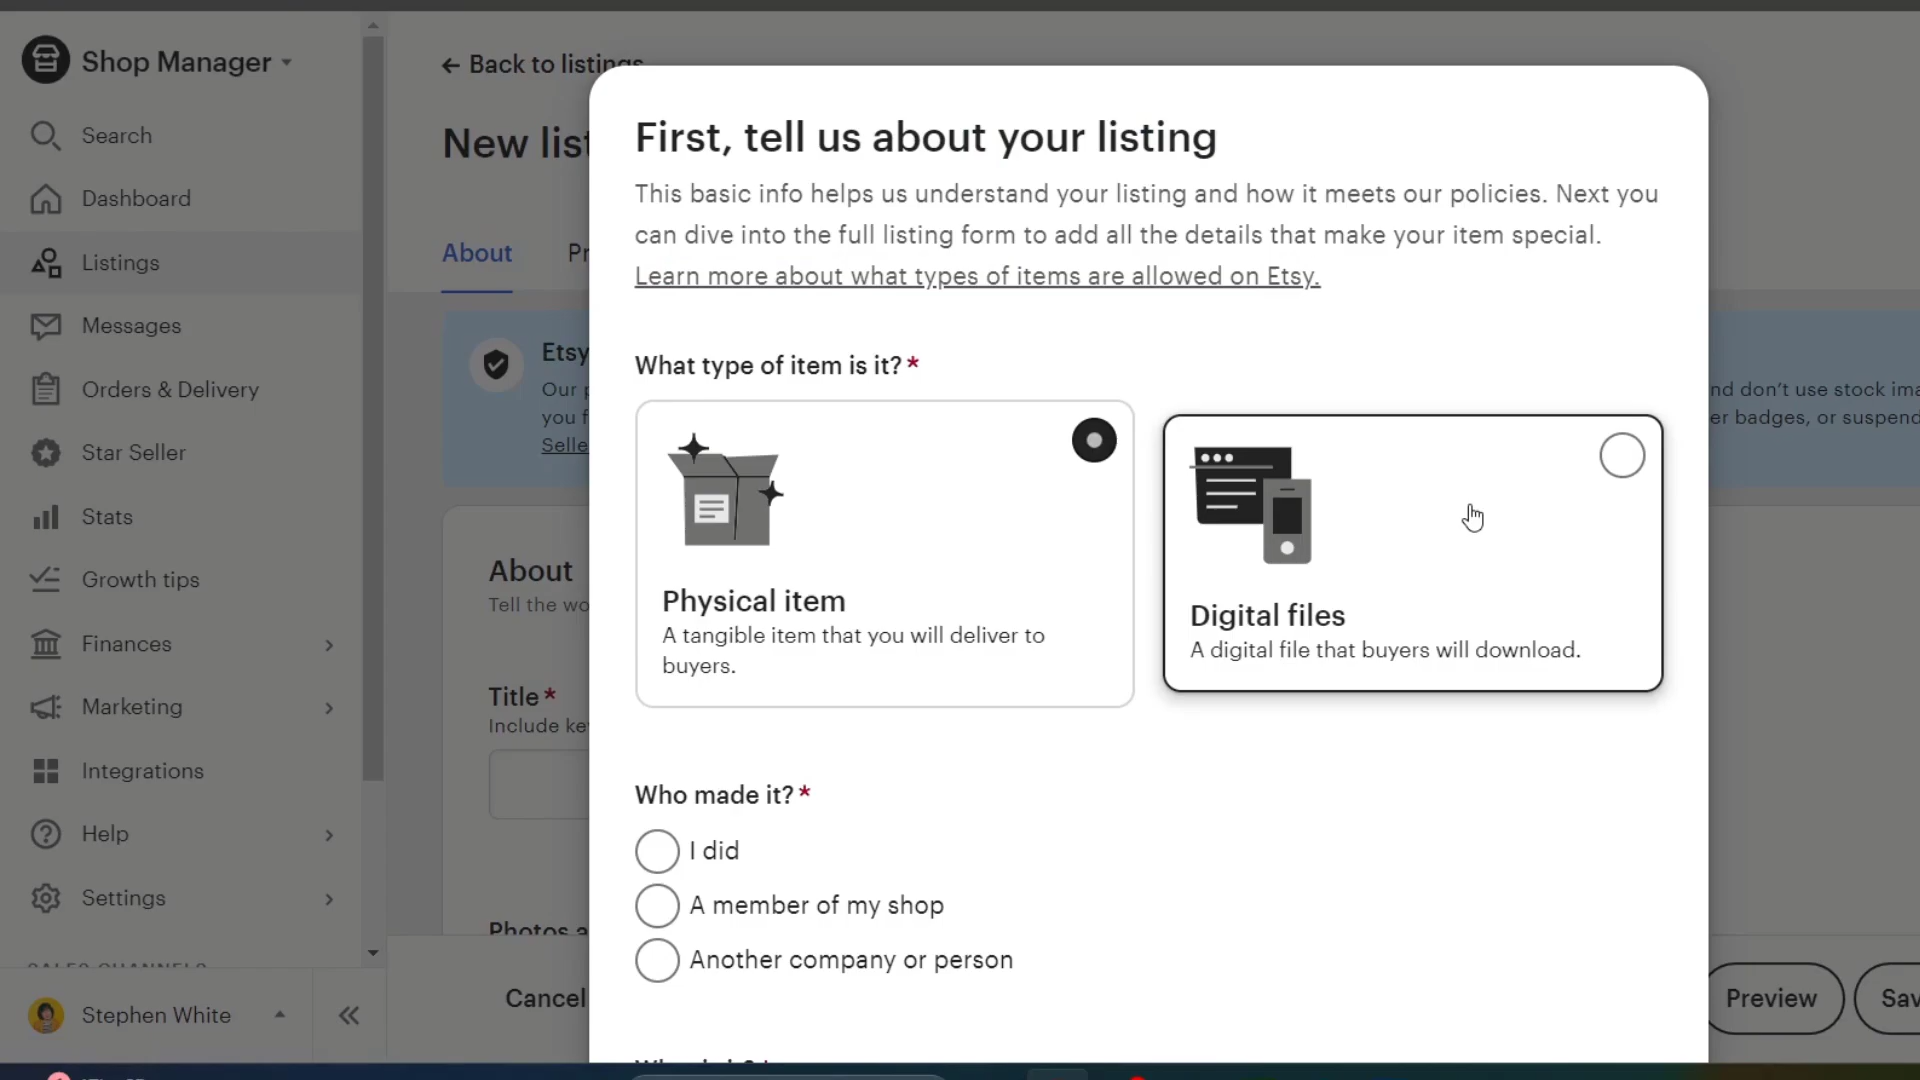 Shop Manager
Search
Dashboard
Listings
Messages
Orders & Delivery
Star Seller
Stats
Growth tips
Finances
Marketing
Integrations
Help
Settings
SALES CHANNELS
Stephen White
← Back to listings
New list
About
Pr
Etsy
Our p
you f
Selle
nd don't use stock ima
er badges, or suspend
About
Tell the wo
Title*
Include ke
Photos a
Cancel
Preview
Sav
First, tell us about your listing
This basic info helps us understand your listing and how it meets our policies. Next you
can dive into the full listing form to add all the details that make your item special.
Learn more about what types of items are allowed on Etsy.
What type of item is it?*
Physical item
A tangible item that you will deliver to
buyers.
Digital files
A digital file that buyers will download.
Who made it?*
I did
A member of my shop
Another company or person